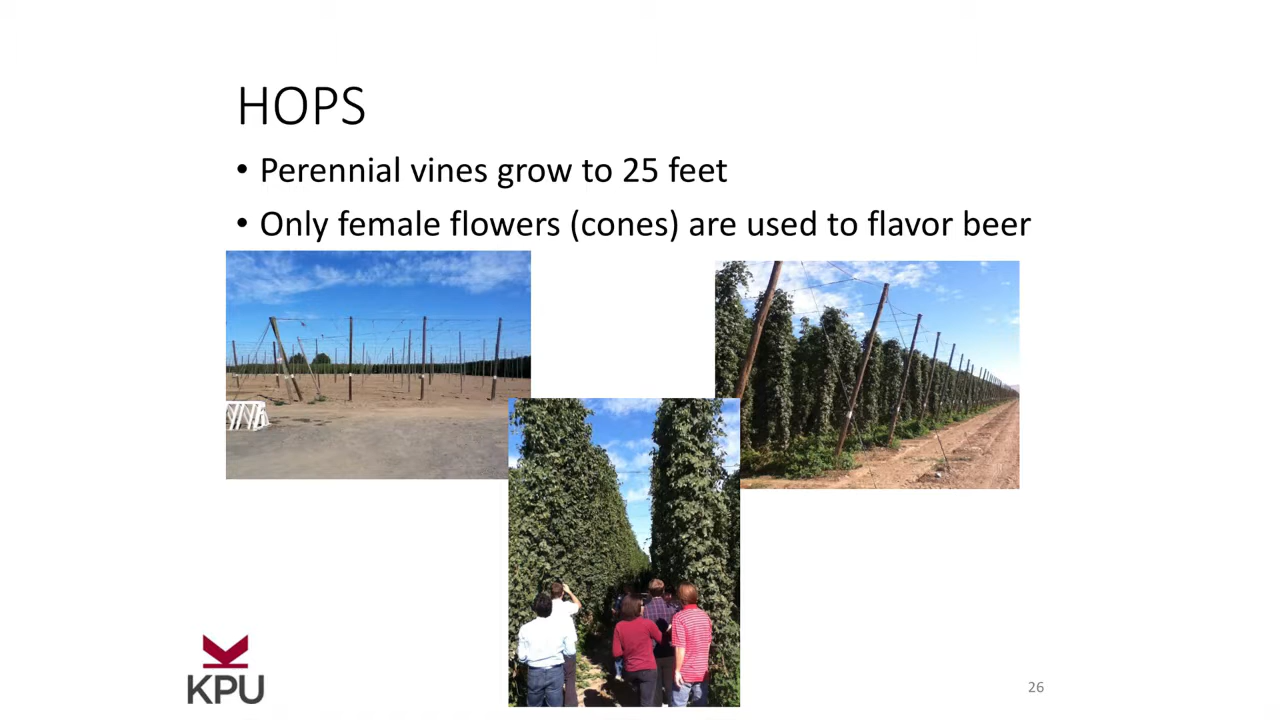 HOPS
• Perennial vines grow to 25 feet
• Only female flowers (cones) are used to flavor beer
KPU
26